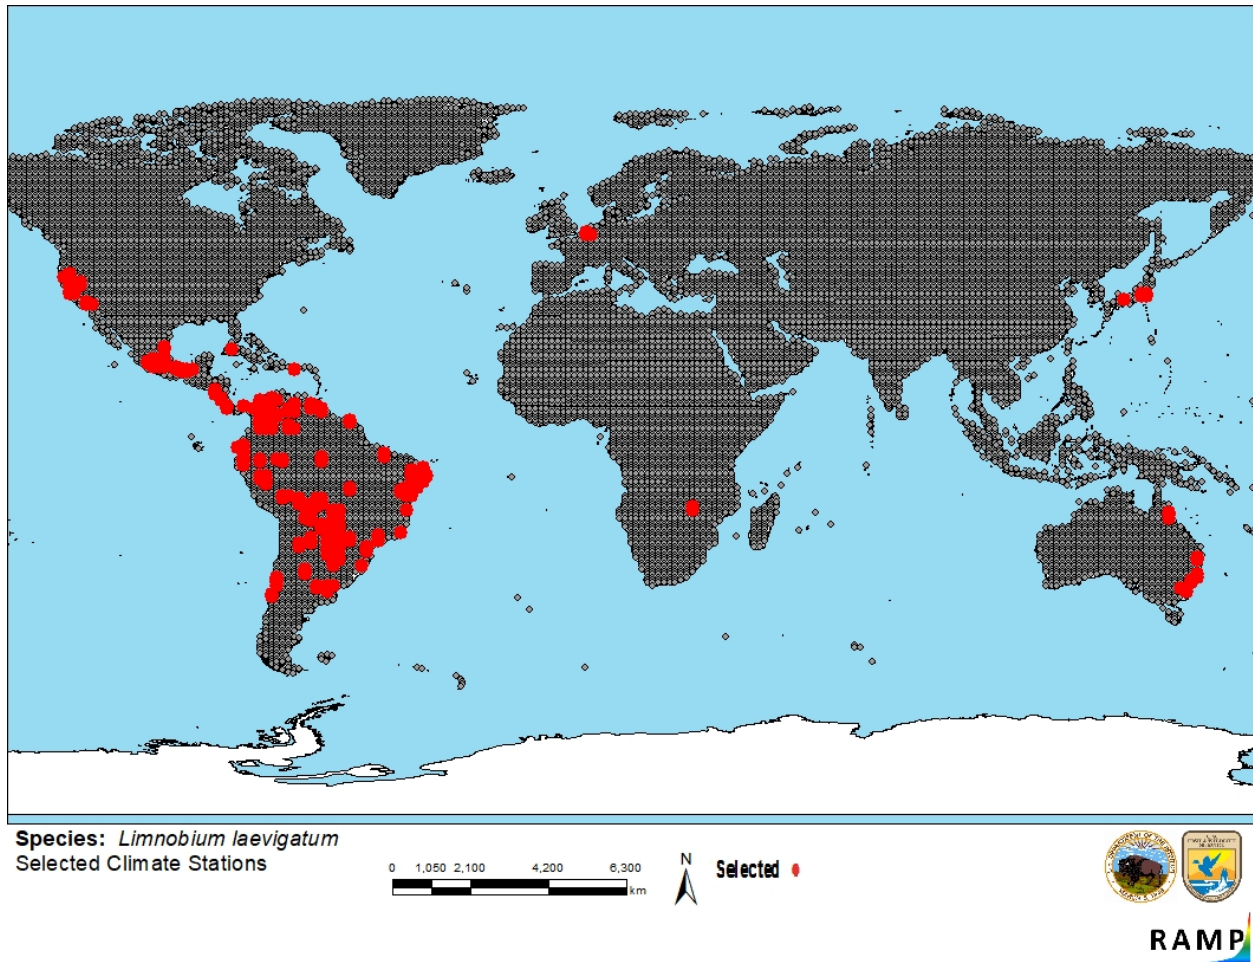 Species: Limnobium laevigatum
Selected Climate Stations
0 1,050 2,100 4,200 6,300
km
N
Selected
RAMP